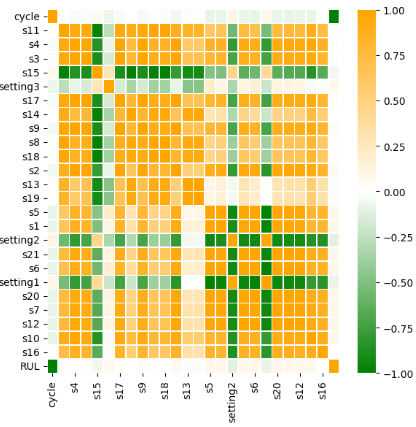 cycle
s11
s4
s3
s15
setting3
s17
s14
s9
s8
s18
s2
s13
s19
s5
s1
setting2
s21
s6
setting1
s20
s7
s12
s10
s16
RUL
cycle
s4
s15
s17
s9
s13
s5
setting2
s6
s20
s12
s16
1.00
0.75
0.50
0.25
0.00
−0.25
−0.50
−0.75
−1.00